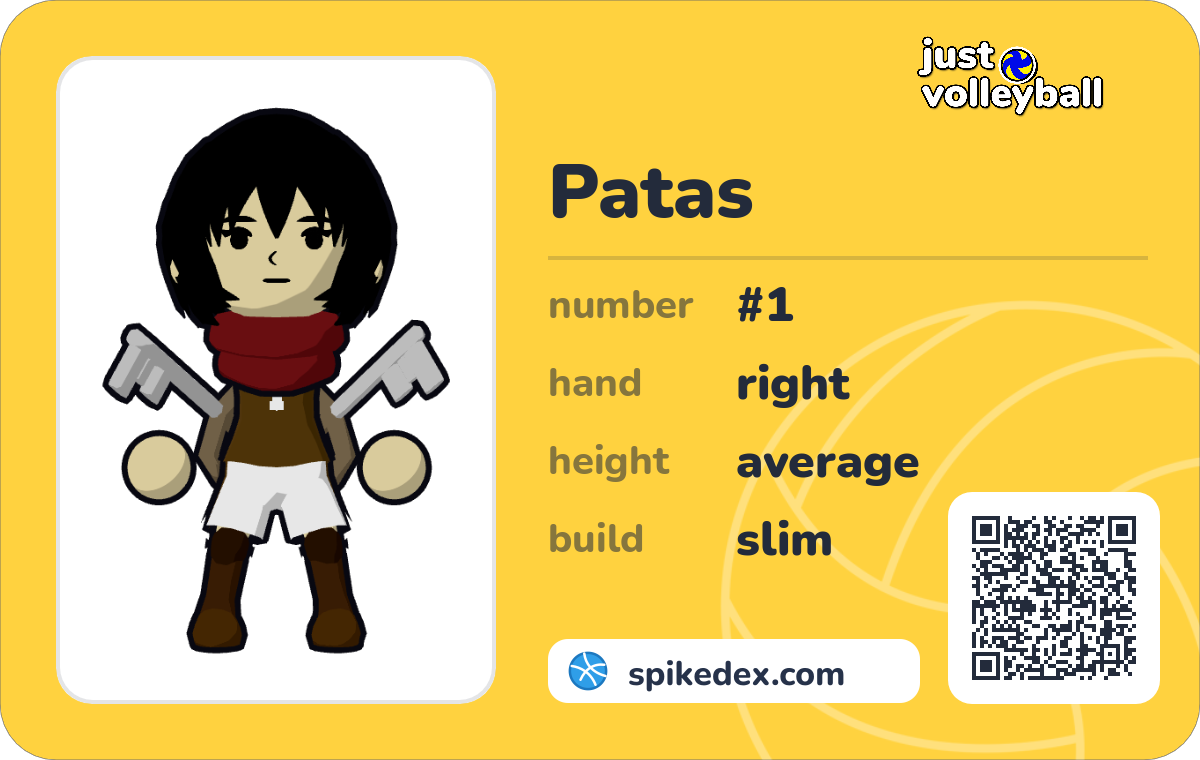 just
volleyball
Patas
number #1
hand right
height average
build slim
spikedex.com